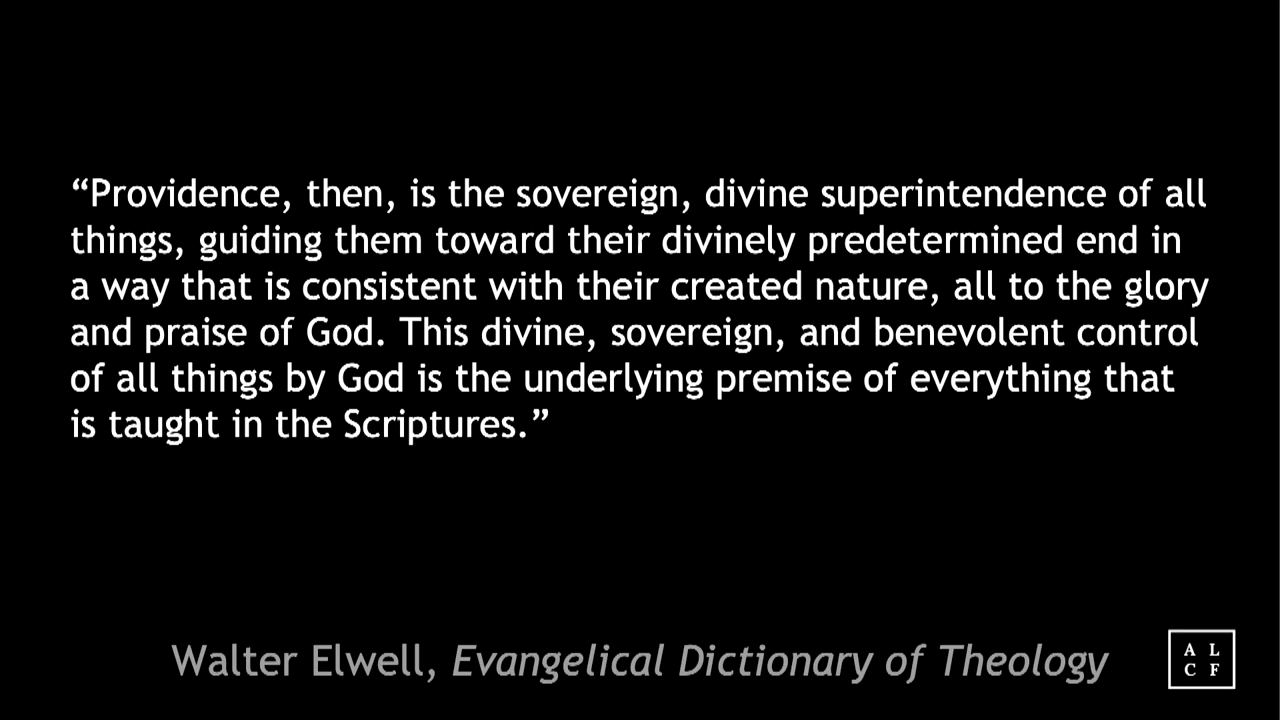 “Providence, then, is the sovereign, divine superintendence of all
things, guiding them toward their divinely predetermined end in
a way that is consistent with their created nature, all to the glory
and praise of God. This divine, sovereign, and benevolent control
of all things by God is the underlying premise of everything that
is taught in the Scriptures.”
Walter Elwell, Evangelical Dictionary of Theology
A L
C F